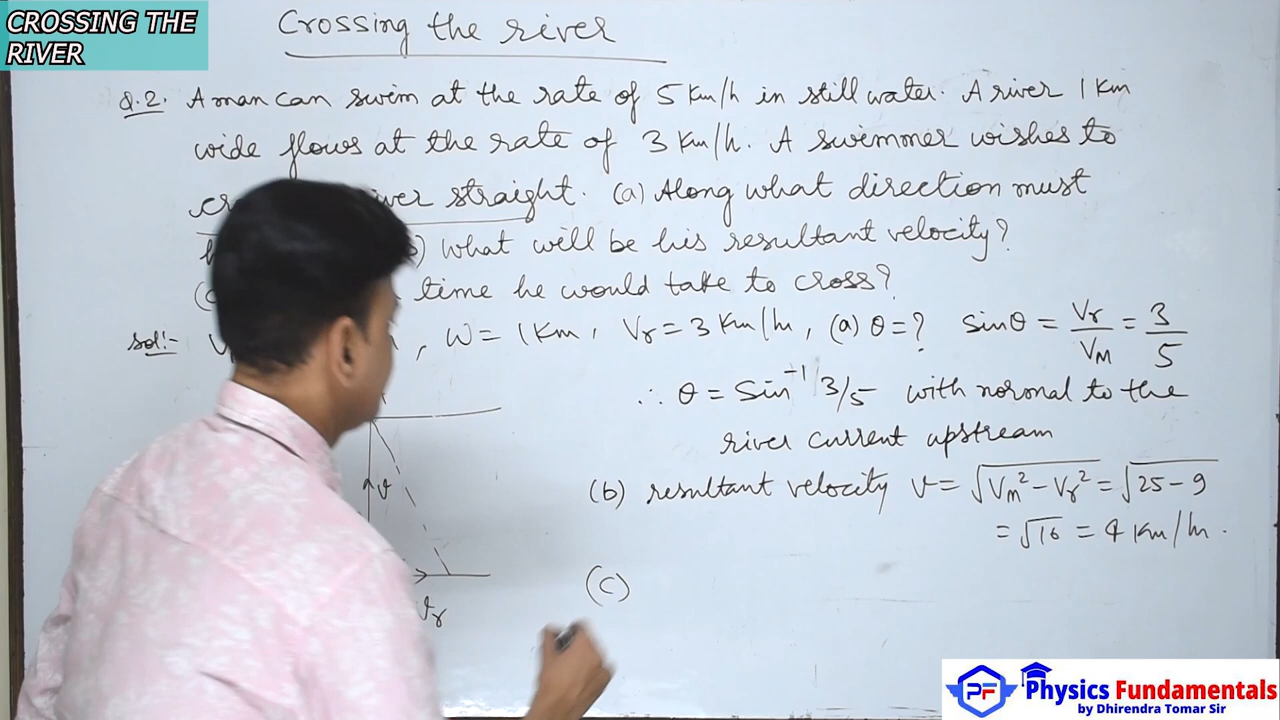 CROSSING THE
RIVER
Crossing the river
Q.2. A man can swim at the rate of 5 Km/h in still water. A river 1 Km
wide flows at the rate of 3 Km/h. A swimmer wishes to
river straight. (a) Along what direction must
) What will be his resultant velocity?
(c time he would take to cross?
Sol:- V , W = 1 Km, Vr = 3 Km/h, (a) θ = ? Sinθ = Vr/VM = 3/5
∴ θ = Sin⁻¹ 3/5 with normal to the
river current upstream
(b) resultant velocity v = √(VM² - Vr²) = √(25 - 9)
= √16 = 4 Km/h.
v
(c)
vr
PF Physics Fundamentals
by Dhirendra Tomar Sir